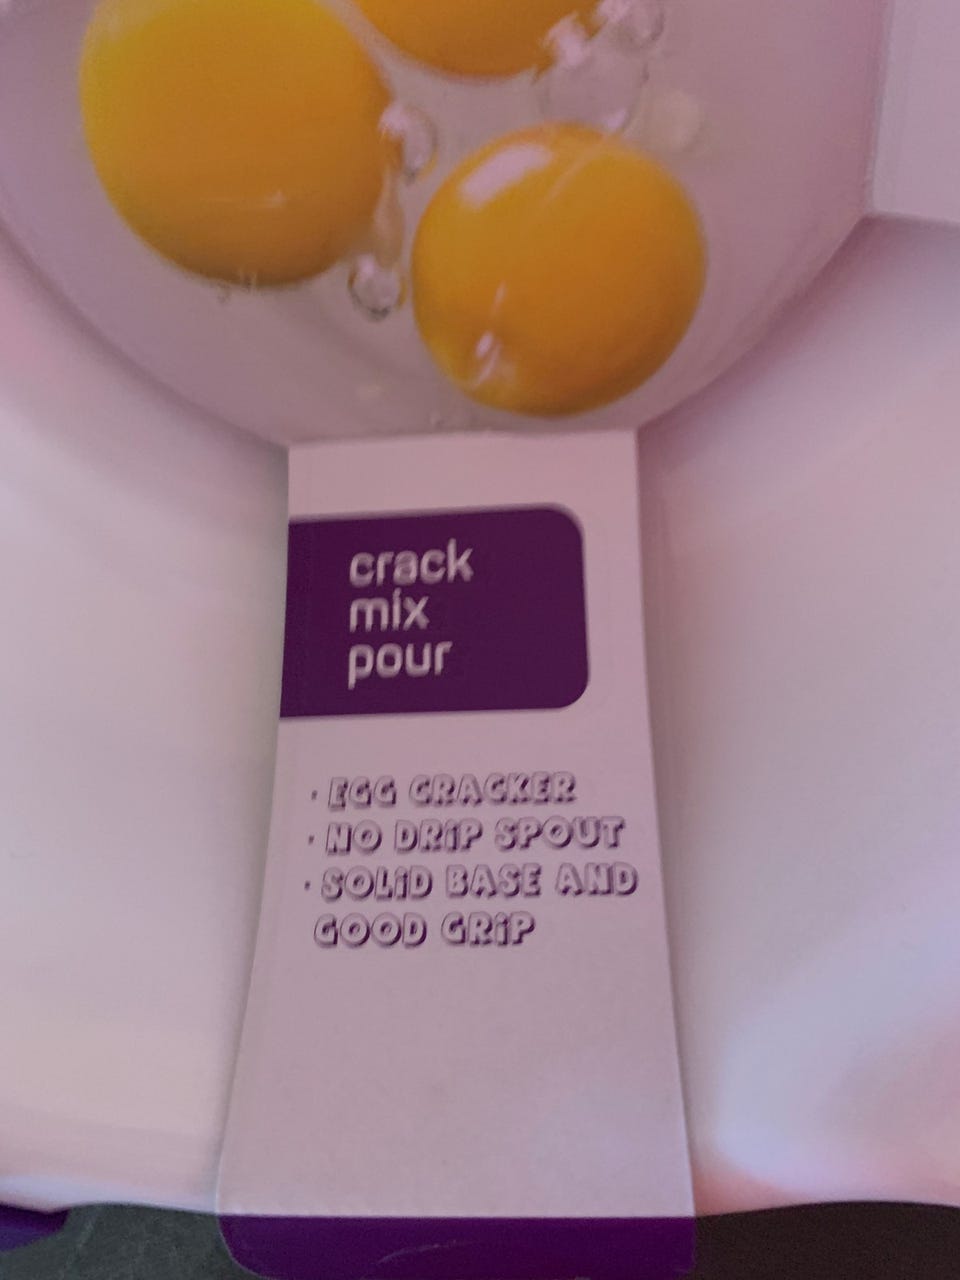 crack
mix
pour
· EGG CRACKER
· NO DRiP SPOUT
· SOLiD BASE AND
GOOD GRiP